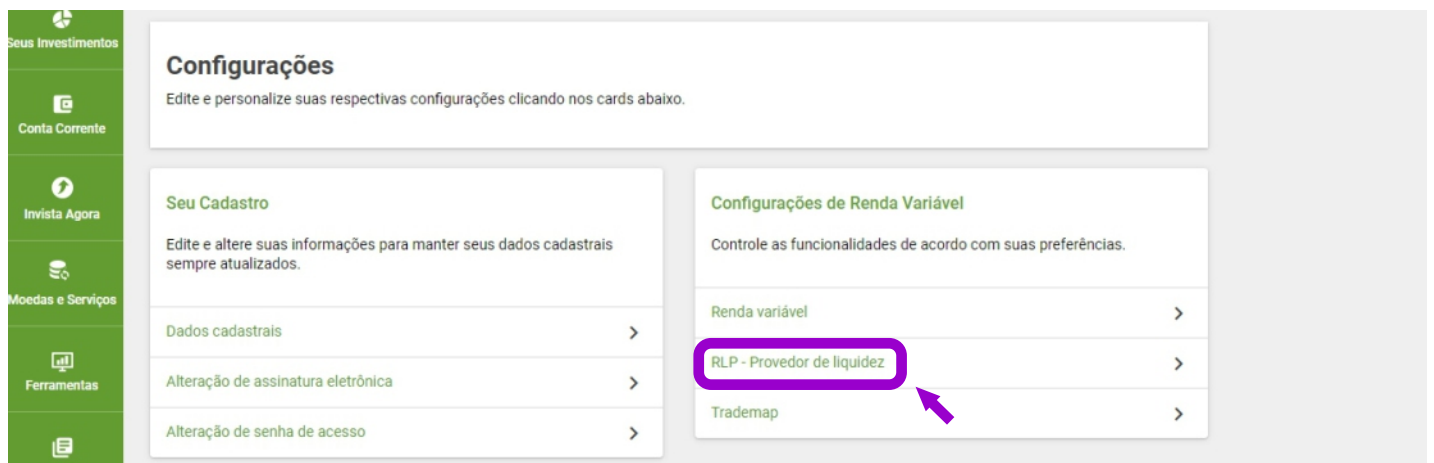 Seus Investimentos
Conta Corrente
Invista Agora
Moedas e Serviços
Ferramentas
Configurações
Edite e personalize suas respectivas configurações clicando nos cards abaixo.
Seu Cadastro
Edite e altere suas informações para manter seus dados cadastrais
sempre atualizados.
Dados cadastrais
Alteração de assinatura eletrônica
Alteração de senha de acesso
Configurações de Renda Variável
Controle as funcionalidades de acordo com suas preferências.
Renda variável
RLP - Provedor de liquidez
Trademap